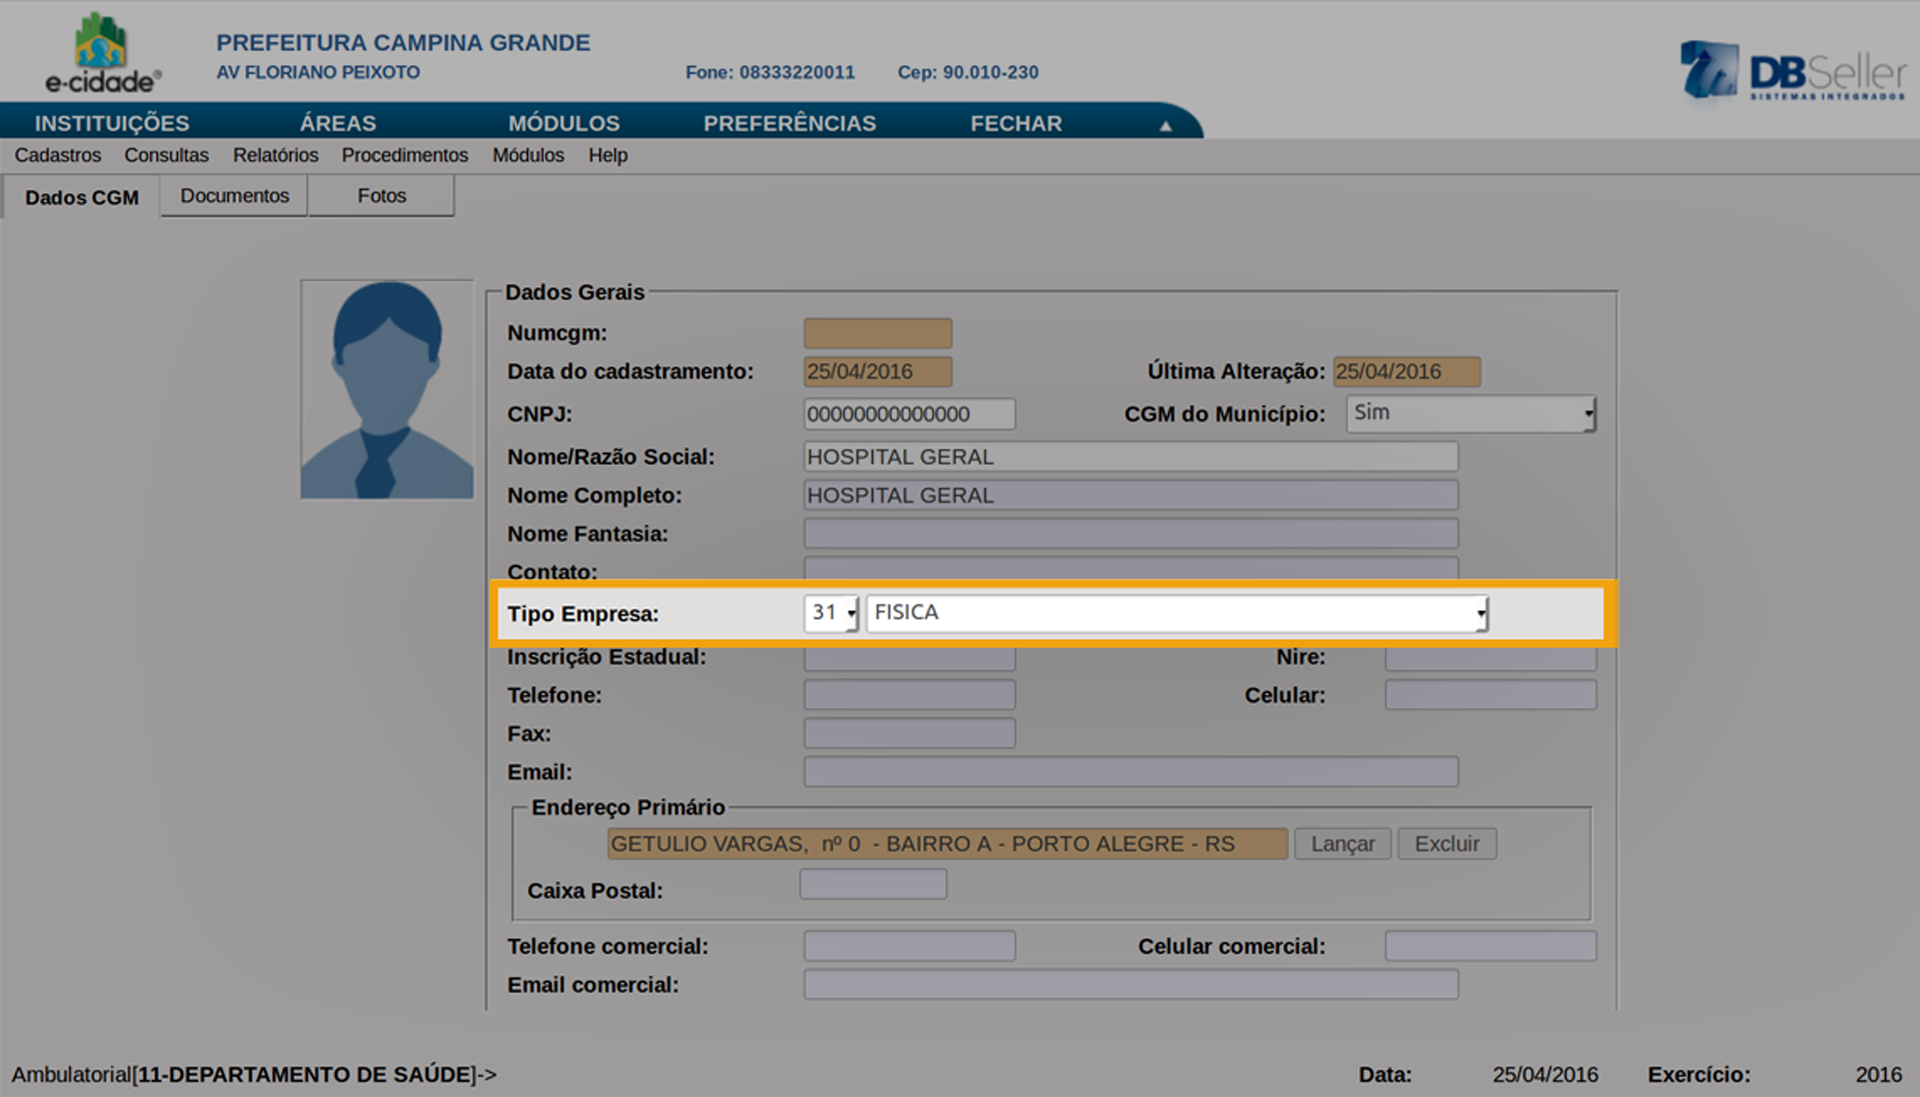 e-cidade®
PREFEITURA CAMPINA GRANDE
AV FLORIANO PEIXOTO
Fone: 08333220011 Cep: 90.010-230
DBSeller
SISTEMAS INTEGRADOS
INSTITUIÇÕES ÁREAS MÓDULOS PREFERÊNCIAS FECHAR
Cadastros Consultas Relatórios Procedimentos Módulos Help
Dados CGM Documentos Fotos
Dados Gerais
Numcgm:
Data do cadastramento: 25/04/2016 Última Alteração: 25/04/2016
CNPJ: 00000000000000 CGM do Município: Sim
Nome/Razão Social: HOSPITAL GERAL
Nome Completo: HOSPITAL GERAL
Nome Fantasia:
Contato:
Tipo Empresa: 31 FISICA
Inscrição Estadual: Nire:
Telefone: Celular:
Fax:
Email:
Endereço Primário
GETULIO VARGAS, nº 0 - BAIRRO A - PORTO ALEGRE - RS Lançar Excluir
Caixa Postal:
Telefone comercial: Celular comercial:
Email comercial:
Ambulatorial[11-DEPARTAMENTO DE SAÚDE]-> Data: 25/04/2016 Exercício: 2016